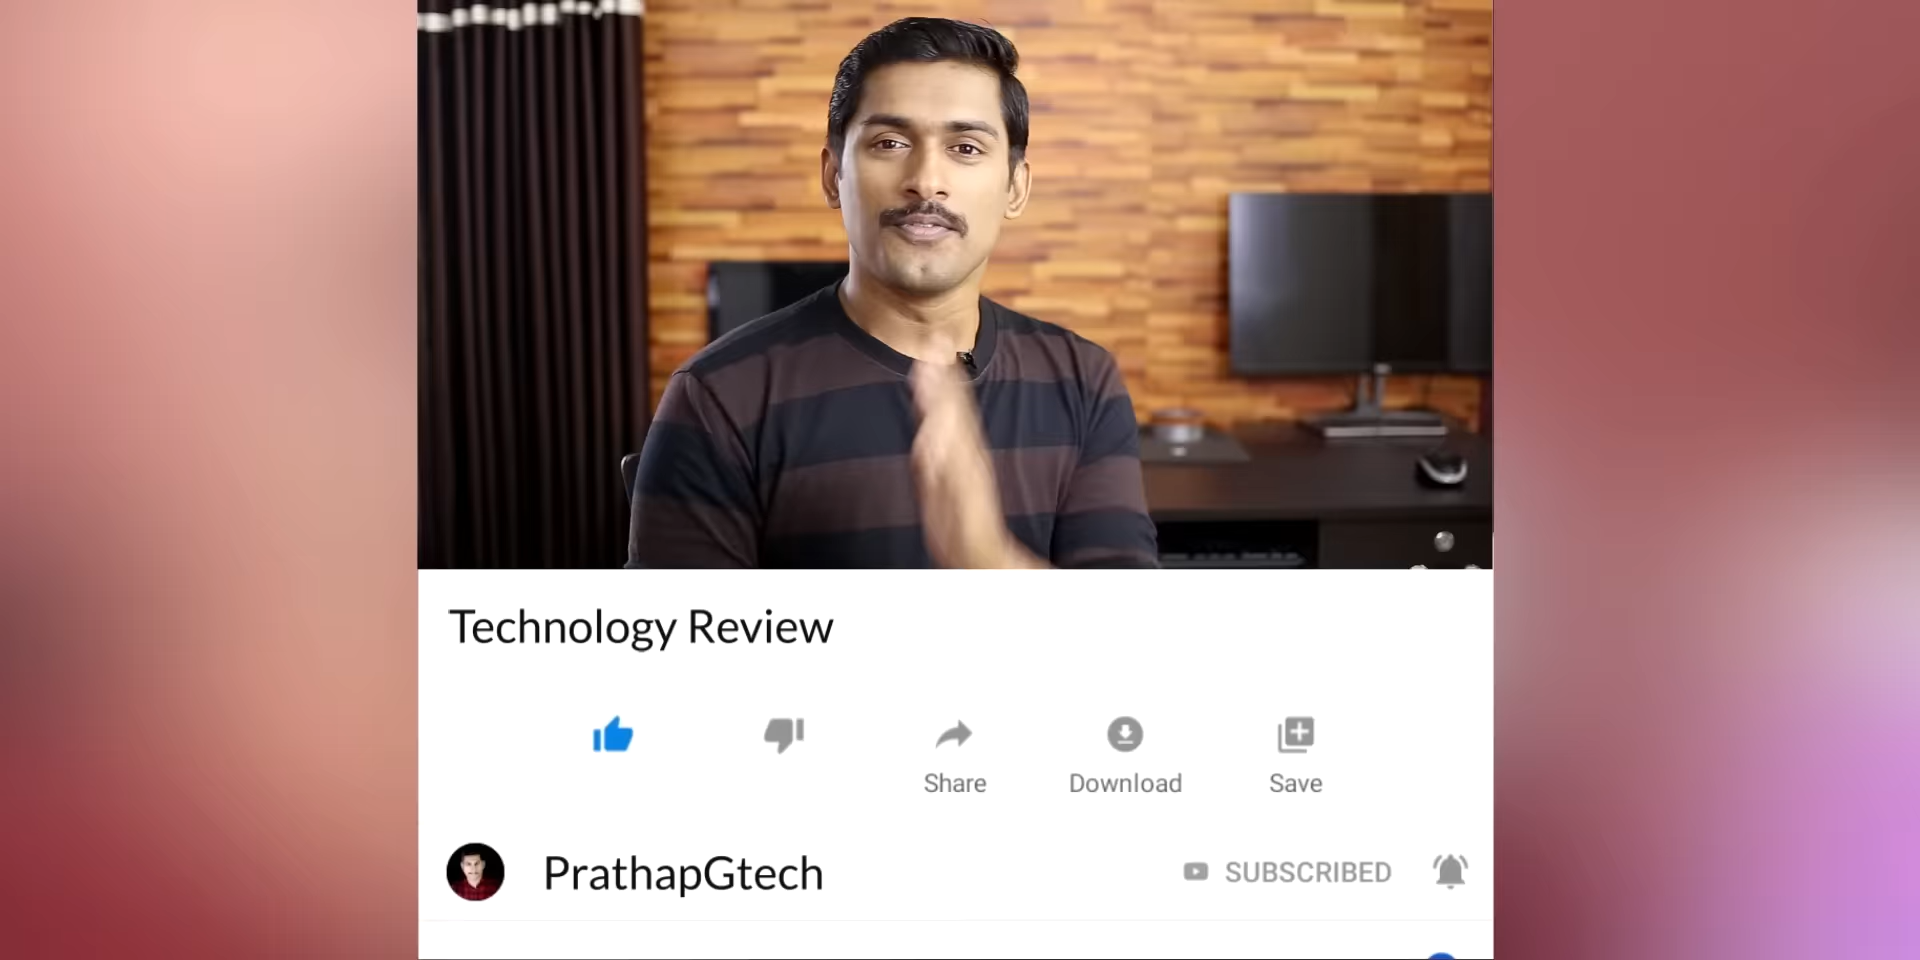 Technology Review
Share
Download
Save
PrathapGtech
SUBSCRIBED